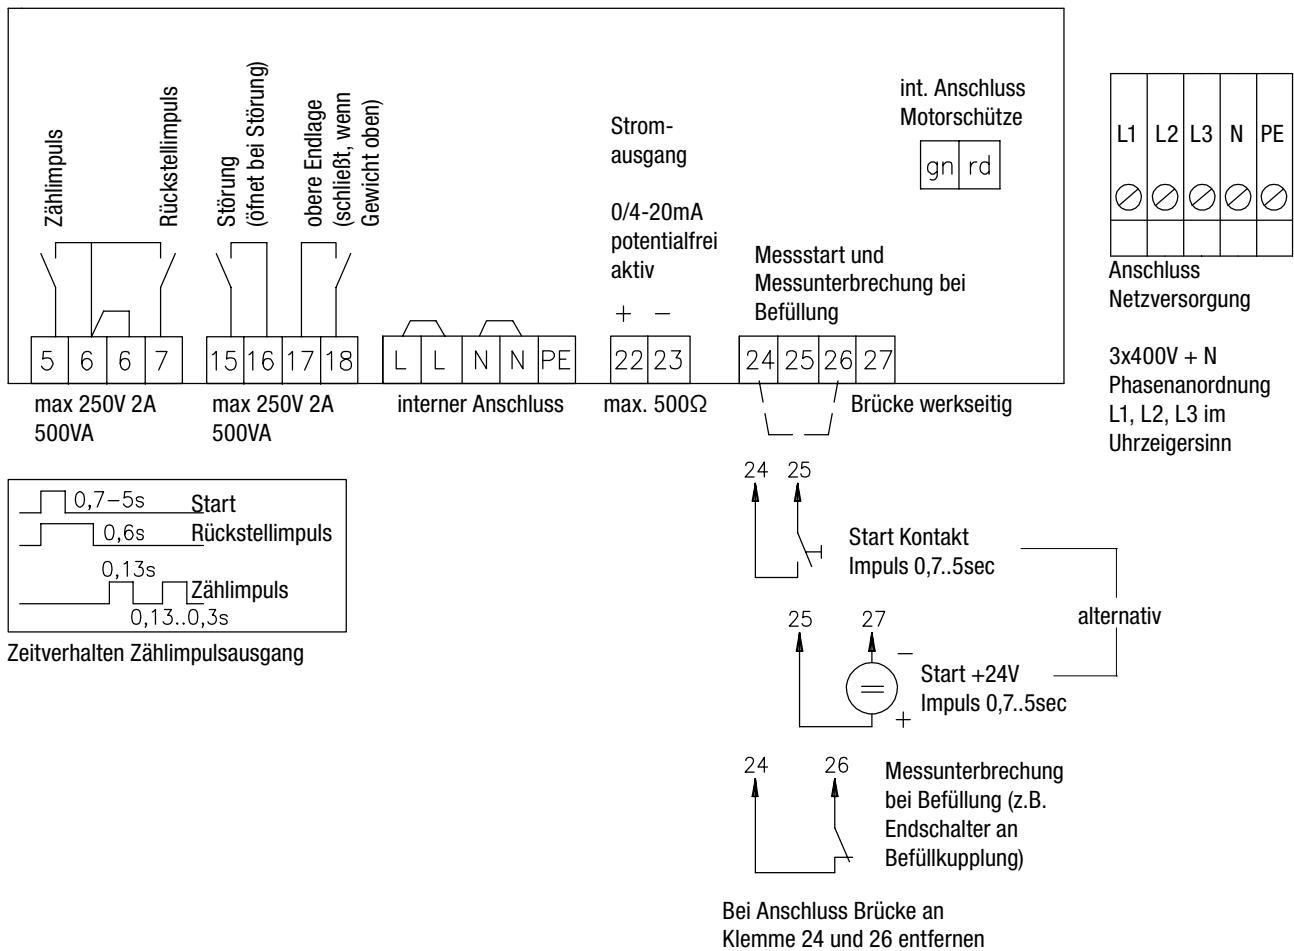 Zählimpuls
Rückstellimpuls
Störung
(öfnet bei Störung)
obere Endlage
(schließt, wenn
Gewicht oben)
Strom-
ausgang
0/4-20mA
potentialfrei
aktiv
+ −
int. Anschluss
Motorschütze
gn rd
Messstart und
Messunterbrechung bei
Befüllung
5 6 6 7
15 16 17 18
L L N N PE
22 23
24 25 26 27
max 250V 2A
500VA
max 250V 2A
500VA
interner Anschluss
max. 500Ω
Brücke werkseitig
L1 L2 L3 N PE
Anschluss
Netzversorgung
3x400V + N
Phasenanordnung
L1, L2, L3 im
Uhrzeigersinn
0,7–5s Start
0,6s Rückstellimpuls
0,13s
Zählimpuls
0,13..0,3s
Zeitverhalten Zählimpulsausgang
24 25
Start Kontakt
Impuls 0,7..5sec
alternativ
25 27
−
Start +24V
Impuls 0,7..5sec
+
24 26
Messunterbrechung
bei Befüllung (z.B.
Endschalter an
Befüllkupplung)
Bei Anschluss Brücke an
Klemme 24 und 26 entfernen